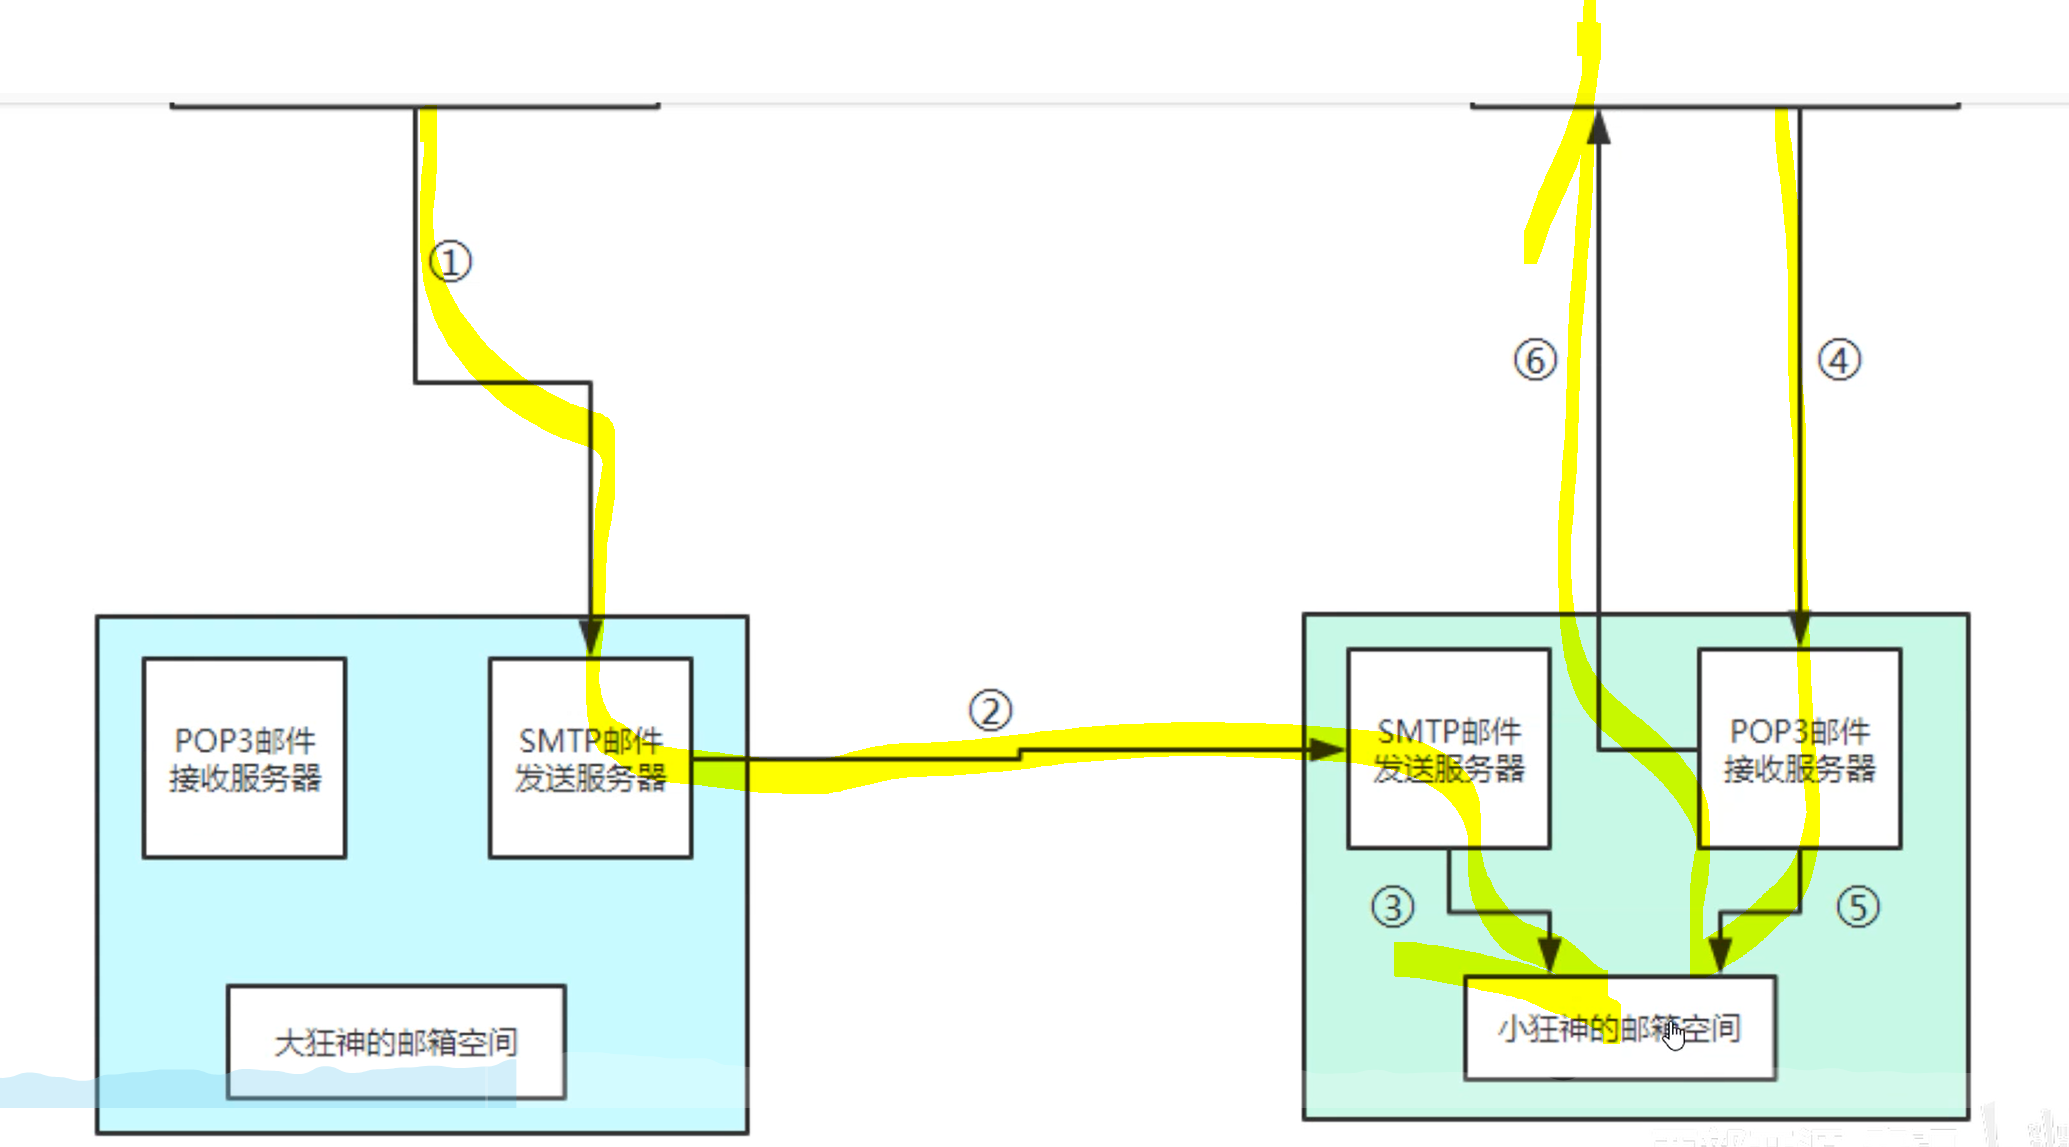 ①
⑥
④
②
POP3邮件
接收服务器
SMTP邮件
发送服务器
SMTP邮件
发送服务器
POP3邮件
接收服务器
③
⑤
大狂神的邮箱空间
小狂神的邮箱空间